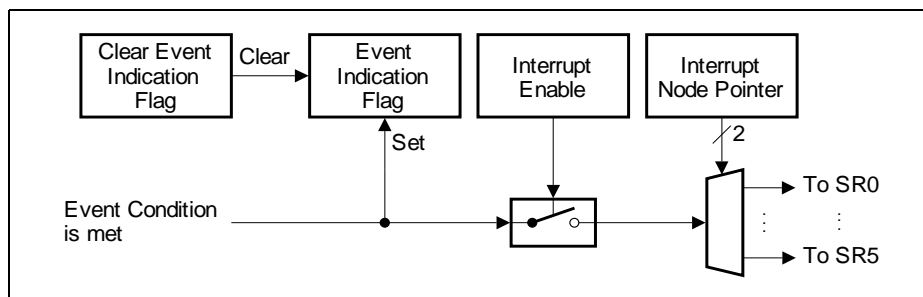 Clear Event
Indication
Flag
Clear
Event
Indication
Flag
Interrupt
Enable
Interrupt
Node Pointer
Set
2
Event Condition
is met
To SR0
To SR5